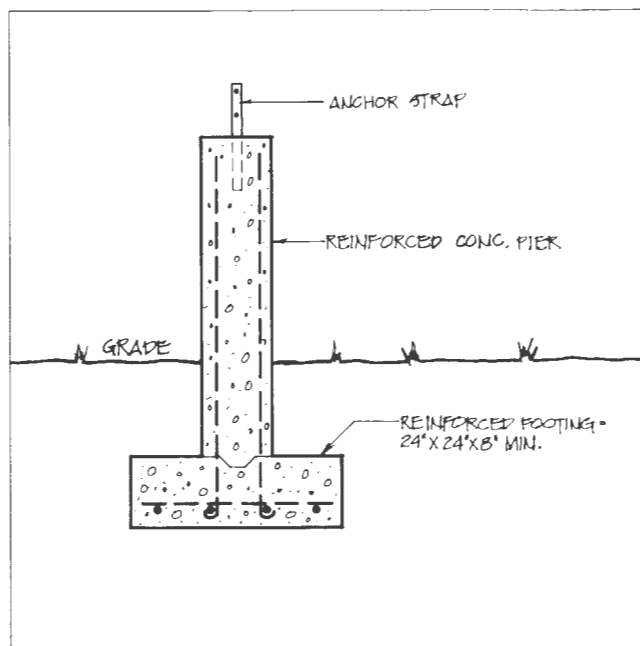 ANCHOR STRAP
REINFORCED CONC. PIER
GRADE
REINFORCED FOOTING-
24"X24"X8" MIN.